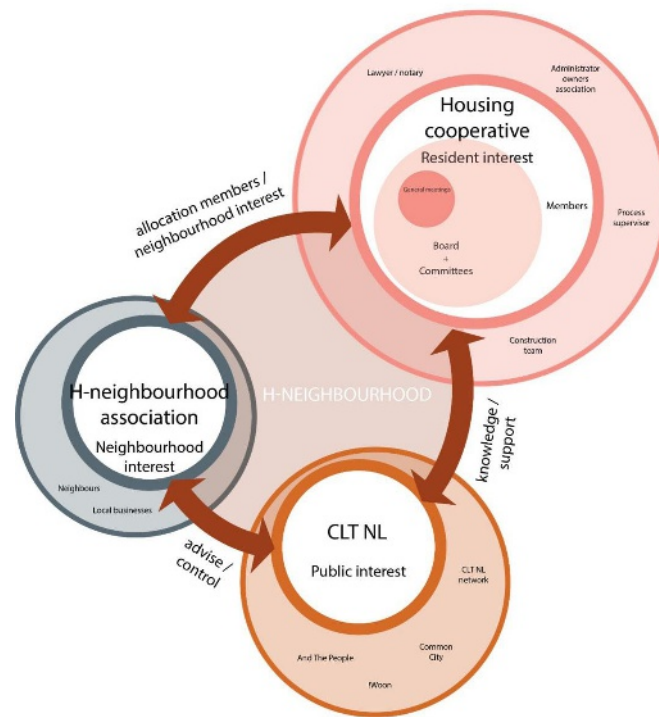 Lawyer / notary
Administrator
owners
association
Housing
cooperative
Resident interest
General meetings
Members
Process
supervisor
Board
+
Committees
Construction
team
allocation members /
neighbourhood interest
H-NEIGHBOURHOOD
H-neighbourhood
association
Neighbourhood
interest
Neighbours
Local businesses
knowledge /
support
advise /
control
CLT NL
Public interest
CLT NL
network
And The People
!Woon
Common
City